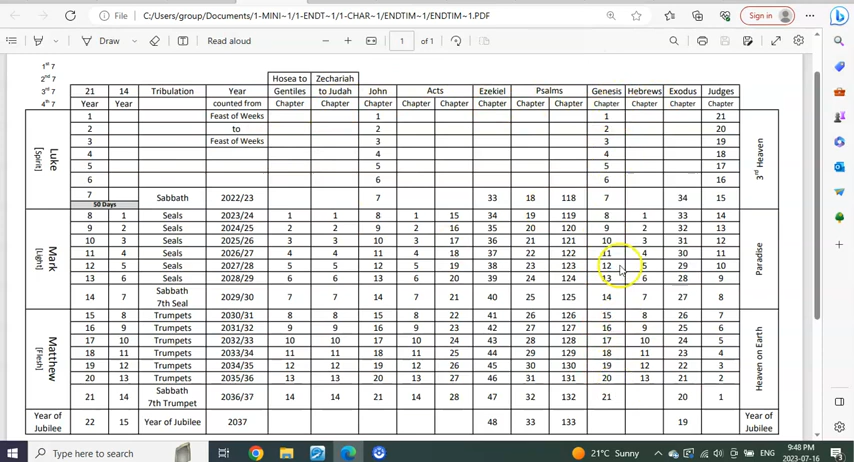 Sign in
File C:/Users/group/Documents/1-MINI~1/1-ENDT~1/1-CHAR~1/ENDTIM~1/ENDTIM~1.PDF
Draw Read aloud 1 of 1
1st 7
2nd 7 Hosea to Zechariah
3rd 7 21 14 Tribulation Year Gentiles to Judah John Acts Ezekiel Psalms Genesis Hebrews Exodus Judges
4th 7 Year Year counted from Chapter Chapter Chapter Chapter Chapter Chapter Chapter Chapter Chapter Chapter Chapter Chapter
1 Feast of Weeks 1 1 21
2 to 2 2 20
3 Feast of Weeks 3 3 19
4 4 4 18
5 5 5 17
6 6 6 16
7 Sabbath 2022/23 7 33 18 118 7 34 15
50 Days
8 1 Seals 2023/24 1 1 8 8 15 34 19 119 8 1 33 14
9 2 Seals 2024/25 2 2 9 9 16 35 20 120 9 2 32 13
10 3 Seals 2025/26 3 3 10 10 17 36 21 121 10 3 31 12
11 4 Seals 2026/27 4 4 11 11 18 37 22 122 11 4 30 11
12 5 Seals 2027/28 5 5 12 12 19 38 23 123 12 5 29 10
13 6 Seals 2028/29 6 6 13 13 20 39 24 124 13 6 28 9
14 7 Sabbath 7th Seal 2029/30 7 7 14 14 21 40 25 125 14 7 27 8
15 8 Trumpets 2030/31 8 8 15 8 22 41 26 126 15 8 26 7
16 9 Trumpets 2031/32 9 9 16 9 23 42 27 127 16 9 25 6
17 10 Trumpets 2032/33 10 10 17 10 24 43 28 128 17 10 24 5
18 11 Trumpets 2033/34 11 11 18 11 25 44 29 129 18 11 23 4
19 12 Trumpets 2034/35 12 12 19 12 26 45 30 130 19 12 22 3
20 13 Trumpets 2035/36 13 13 20 13 27 46 31 131 20 13 21 2
21 14 Sabbath 7th Trumpet 2036/37 14 14 21 14 28 47 32 132 21 20 1
Year of Jubilee 22 15 Year of Jubilee 2037 48 33 133 19
Luke
[Spirit]
Mark
[Light]
Matthew
[Flesh]
3rd Heaven
Paradise
Heaven on Earth
Type here to search
21°C Sunny ENG 9:48 PM
2023-07-16
3